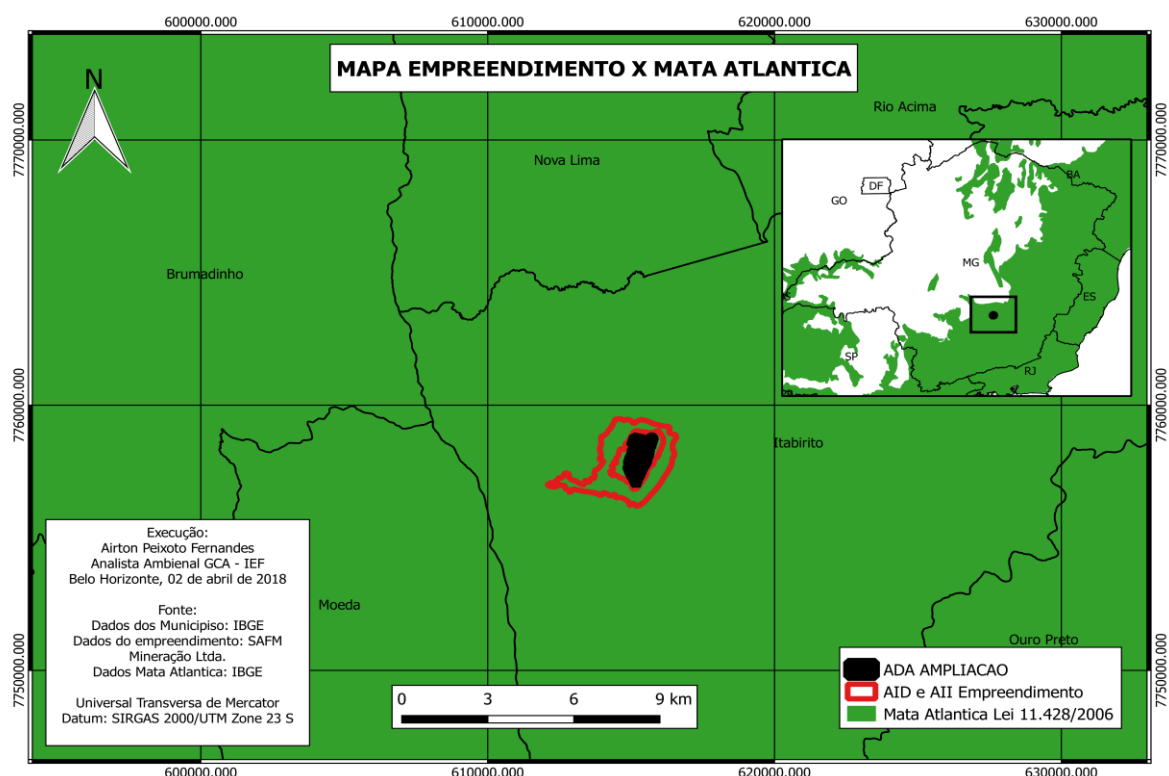 600000.000
610000.000
620000.000
630000.000
MAPA EMPREENDIMENTO X MATA ATLANTICA
N
Rio Acima
7770000.000
7770000.000
Nova Lima
Brumadinho
DF
GO
BA
MG
ES
SP
RJ
7760000.000
7760000.000
Itabirito
Execução:
Airton Peixoto Fernandes
Analista Ambienal GCA - IEF
Belo Horizonte, 02 de abril de 2018
Fonte:
Dados dos Municipiso: IBGE
Dados do empreendimento: SAFM
Mineração Ltda.
Dados Mata Atlantica: IBGE
Universal Transversa de Mercator
Datum: SIRGAS 2000/UTM Zone 23 S
Moeda
Ouro Preto
7750000.000
7750000.000
0 3 6 9 km
ADA AMPLIACAO
AID e AII Empreendimento
Mata Atlantica Lei 11.428/2006
600000.000
610000.000
620000.000
630000.000